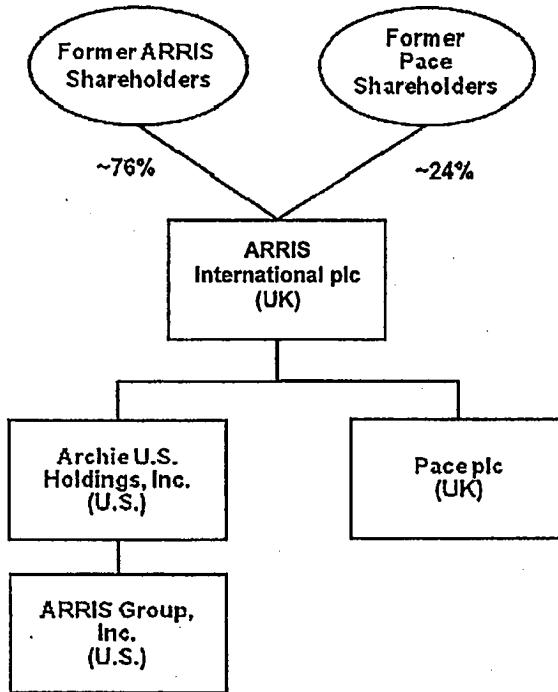 Former ARRIS
Shareholders
Former
Pace
Shareholders
~76%
~24%
ARRIS
International plc
(UK)
Archie U.S.
Holdings, Inc.
(U.S.)
Pace plc
(UK)
ARRIS Group,
Inc.
(U.S.)